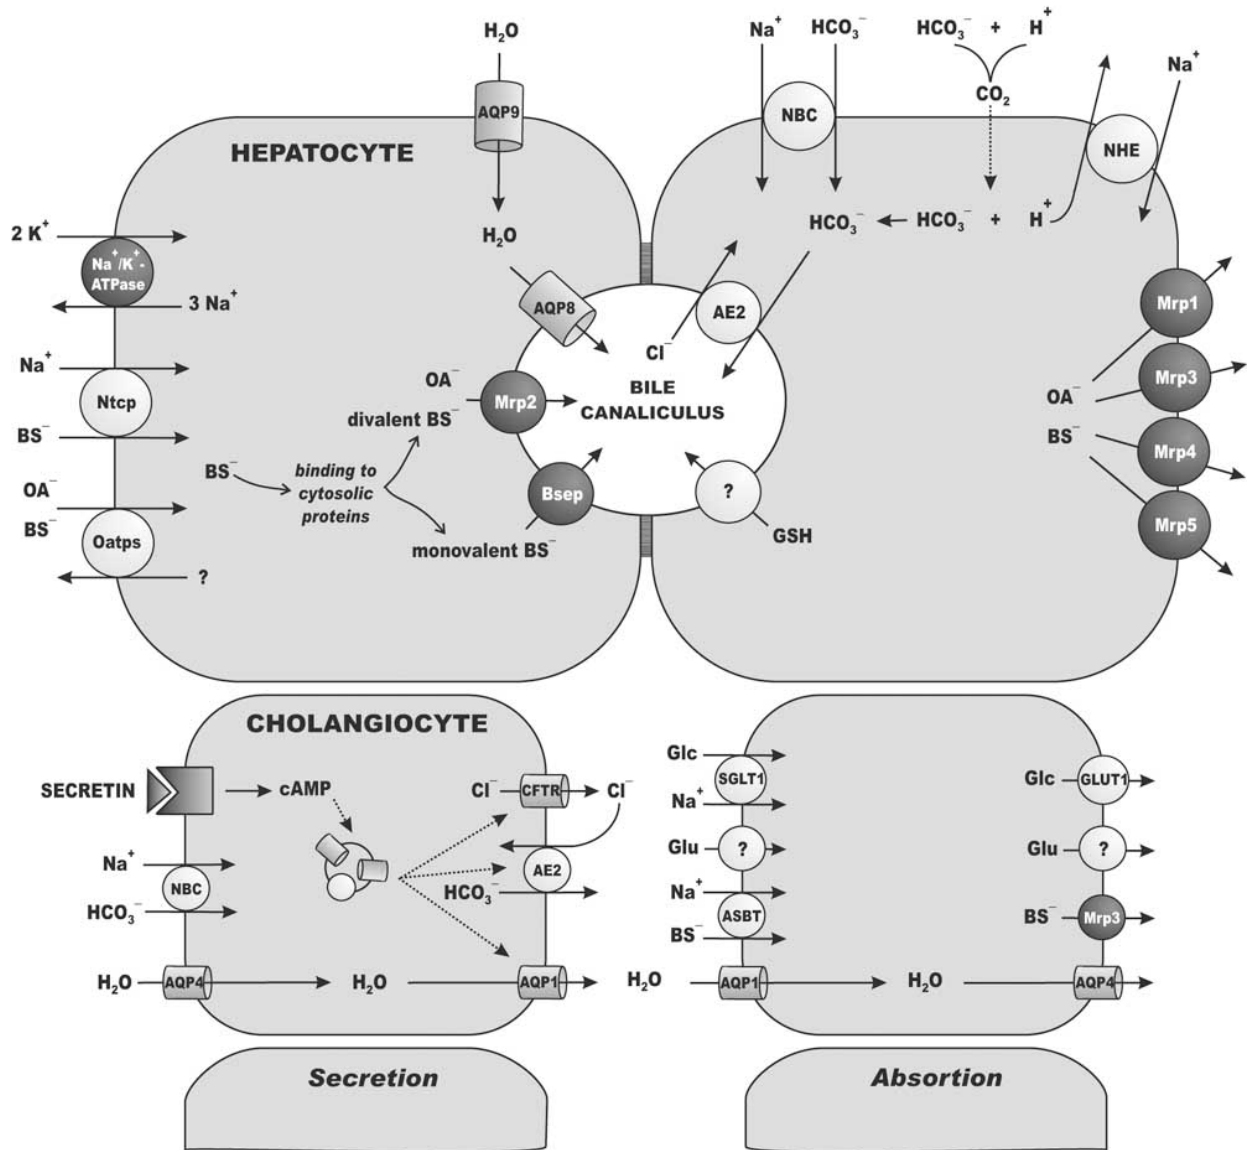 H₂O
Na⁺
HCO₃⁻
HCO₃⁻ + H⁺
CO₂
Na⁺
AQP9
NBC
NHE
HEPATOCYTE
H₂O
HCO₃⁻
HCO₃⁻ + H⁺
2 K⁺
Na⁺/K⁺-
ATPase
3 Na⁺
AQP8
AE2
Cl⁻
Mrp1
Na⁺
Ntcp
BS⁻
OA⁻
divalent BS⁻
Mrp2
BILE
CANALICULUS
OA⁻
BS⁻
Mrp3
Mrp4
Mrp5
OA⁻
BS⁻
Oatps
?
BS⁻
binding to
cytosolic
proteins
Bsep
monovalent BS⁻
?
GSH
CHOLANGIOCYTE
SECRETIN
cAMP
Cl⁻
CFTR
Cl⁻
Na⁺
NBC
HCO₃⁻
AE2
HCO₃⁻
H₂O
AQP4
H₂O
AQP1
H₂O
Glc
SGLT1
Na⁺
Glu
?
Na⁺
ASBT
BS⁻
AQP1
H₂O
Glc
GLUT1
Glu
?
BS⁻
Mrp3
AQP4
Secretion
Absortion